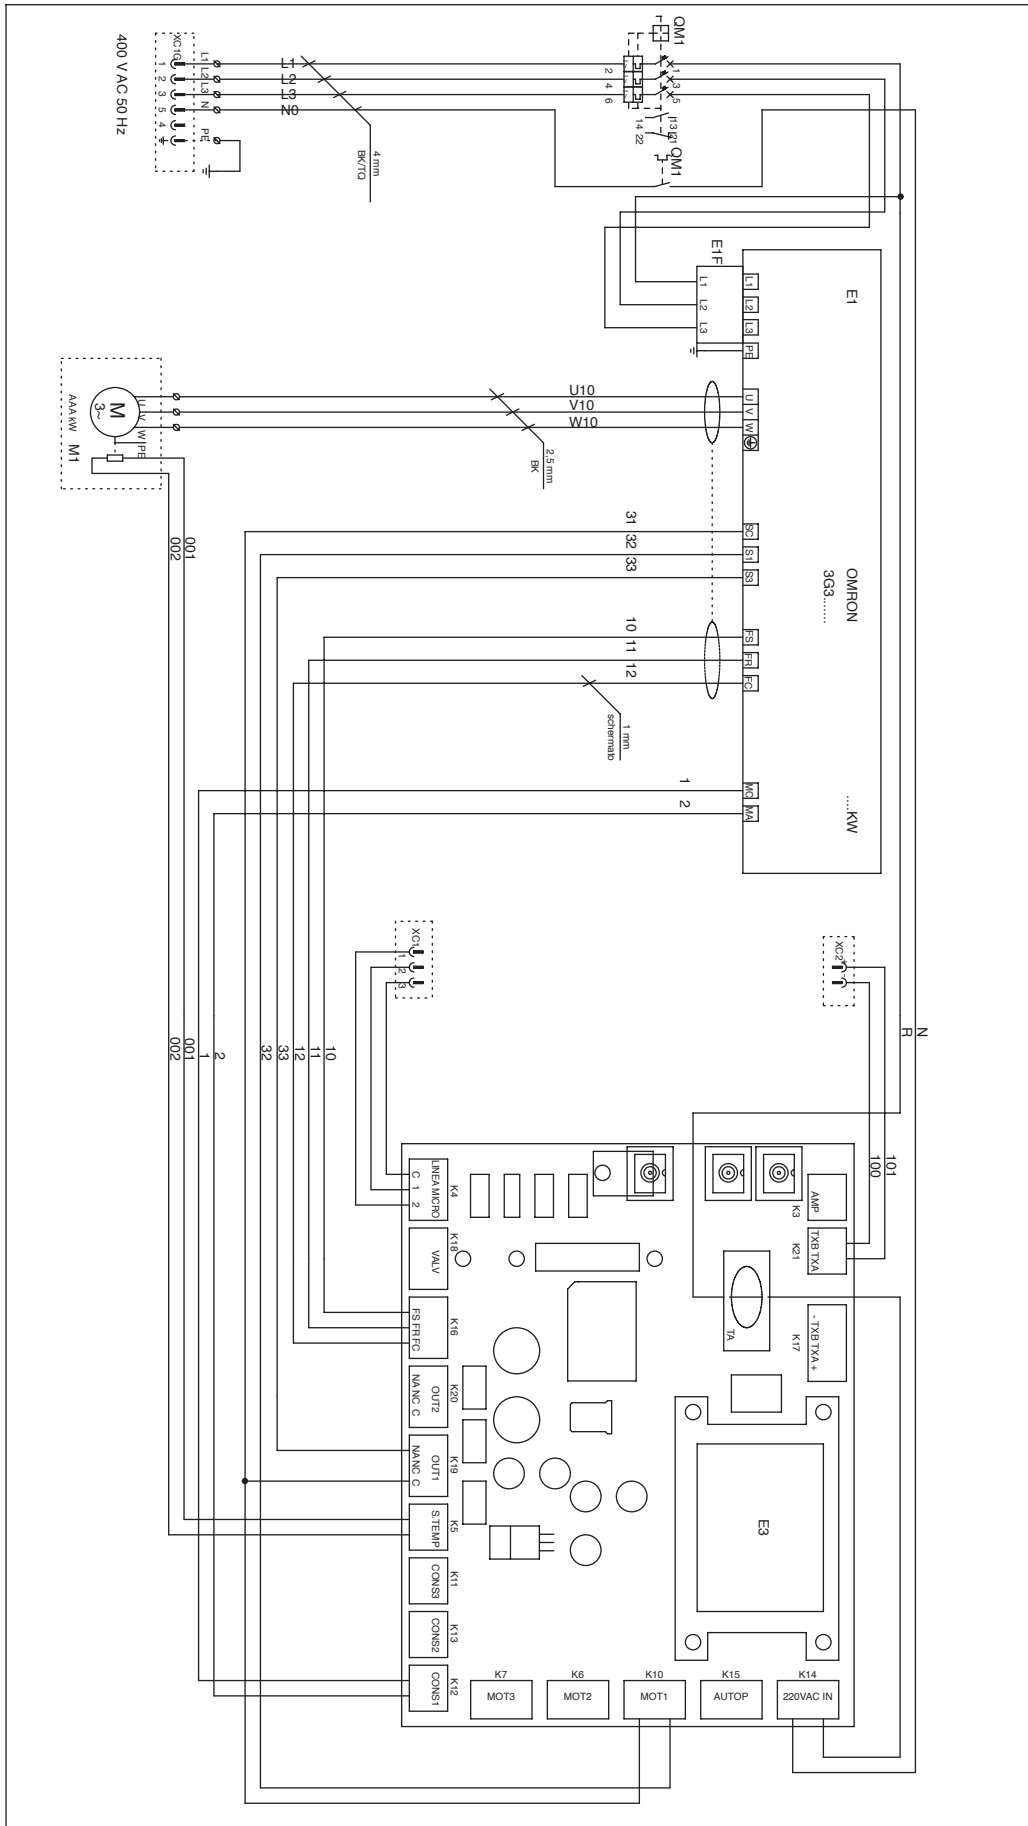 400 V AC 50 Hz
XC1G
1
2
3
5
4
L1
L2
L3
N
PE
L1
L2
L3
N0
4 mm
BK/TQ
QM1
2
4
6
I>
I>
I>
1
3
5
13
14
21
22
QM1
E1F
L1
L2
L3
E1
L1
L2
L3
PE
U
V
W
OMRON
3G3.......
.....KW
SC
S1
S3
FS
FR
FC
MC
MA
M
3~
U
V
W
PE
AAA kW
M1
U10
V10
W10
2,5 mm
BK
001
002
31
32
33
10
11
12
1 mm
schermato
1
2
XC1
1
2
3
XC2
N
R
101
100
10
11
12
33
32
2
1
001
002
K4
LINEA MICRO
C 1 2
K18
VALV
K16
FS FR FC
K20
OUT2
NA NC C
K19
OUT1
NA NC C
K5
S.TEMP
K11
CONS3
K13
CONS2
K12
CONS1
K3
AMP
K21
TXB TXA
K17
- TXB TXA +
TA
E3
K7
MOT3
K6
MOT2
K10
MOT1
K15
AUTOP
K14
220VAC IN